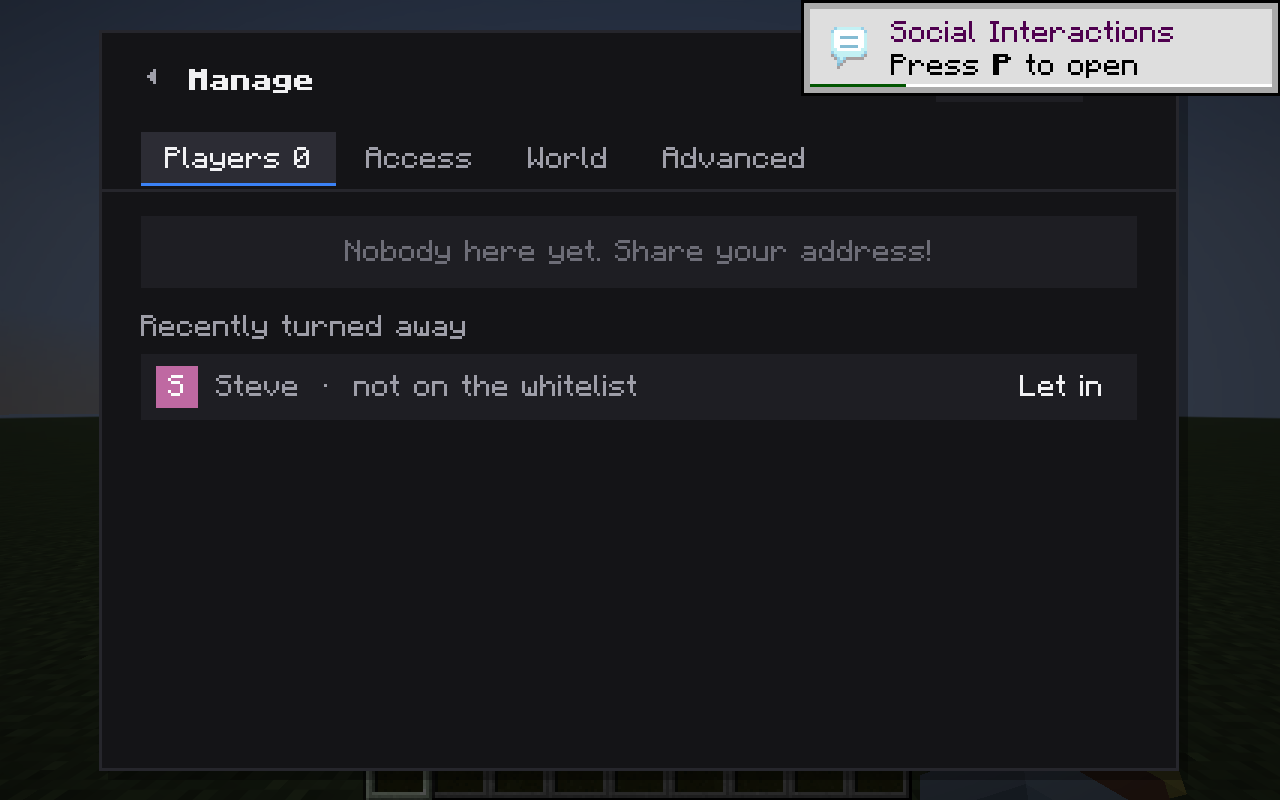 Social Interactions
Press P to open
Manage
Players 0 Access World Advanced
Nobody here yet. Share your address!
Recently turned away
S Steve · not on the whitelist Let in